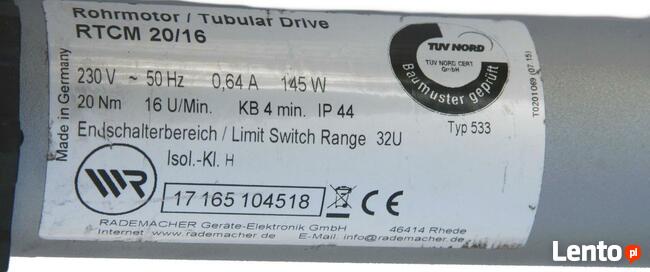 Rohrmotor / Tubular Drive
RTCM 20/16
230 V ~ 50 Hz 0,64 A 145 W
20 Nm 16 U/Min. KB 4 min. IP 44
Endschalterbereich / Limit Switch Range 32U
Isol.-Kl. H
17 165 104518
CE
RADEMACHER Geräte-Elektronik GmbH 46414 Rhede
Internet www.rademacher.de E-Mail info@rademacher.de
Made in Germany
TÜV NORD
TÜV NORD CERT
GmbH
Baumuster geprüft
Typ 533
T0201069 (07.15)
Lento.pl